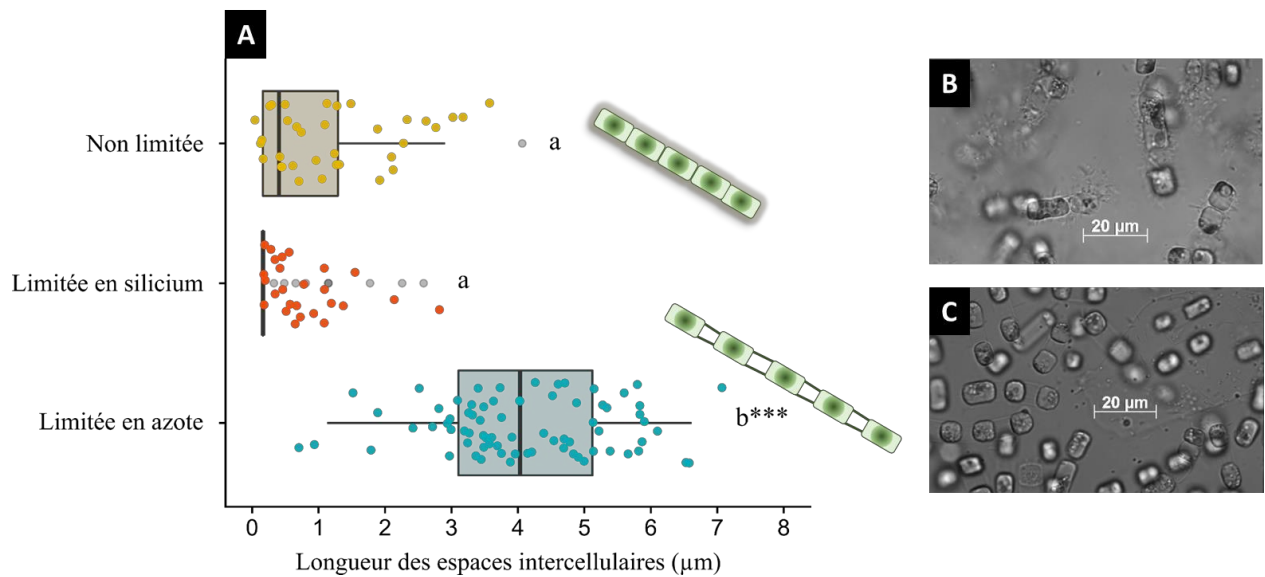 A
Non limitée
a
Limitée en silicium
a
Limitée en azote
b***
0 1 2 3 4 5 6 7 8
Longueur des espaces intercellulaires (µm)
B
20 µm
C
20 µm